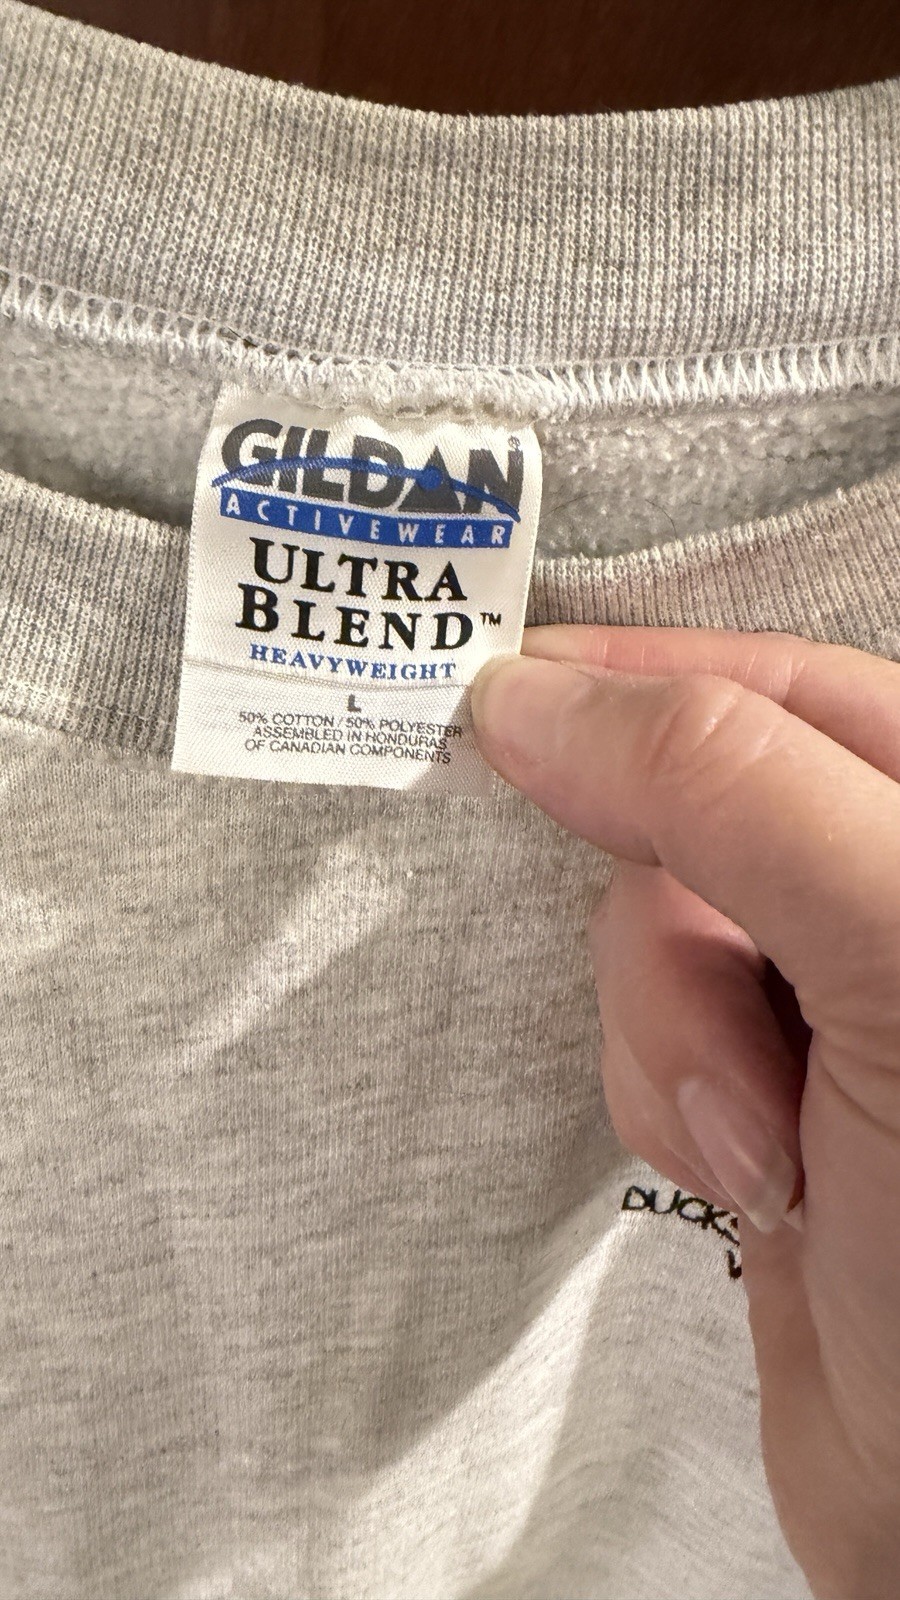 GILDAN®
ACTIVEWEAR
ULTRA
BLEND™
HEAVYWEIGHT
L
50% COTTON / 50% POLYESTER
ASSEMBLED IN HONDURAS
OF CANADIAN COMPONENTS